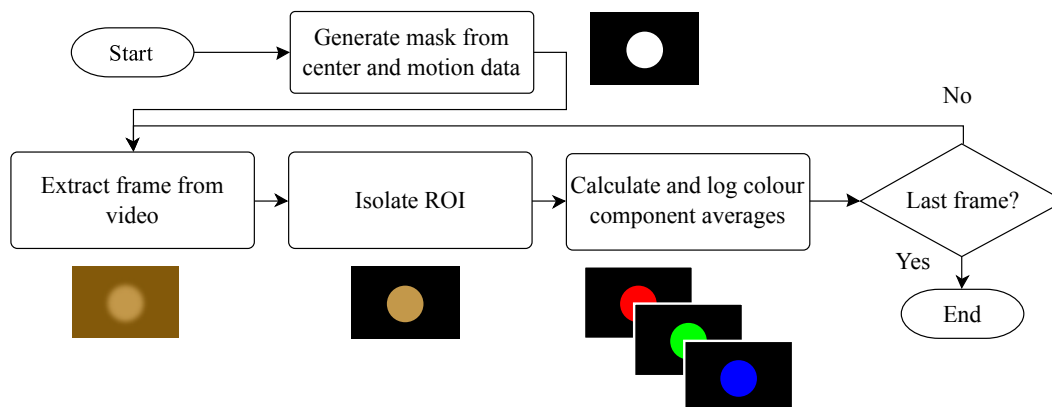 Start
Generate mask from
center and motion data
No
Extract frame from
video
Isolate ROI
Calculate and log colour
component averages
Last frame?
Yes
End